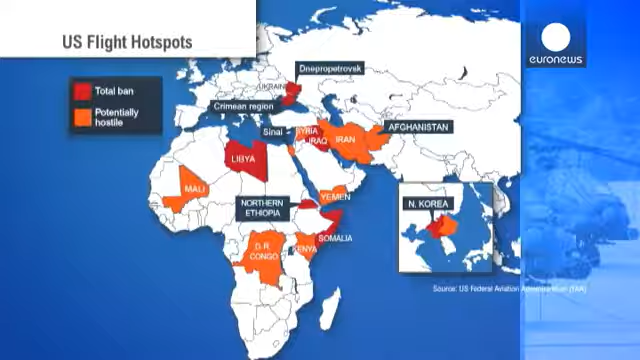 US Flight Hotspots
euronews
Total ban
Potentially
hostile
Dnepropetrovsk
UKRAINE
Crimean region
Sinai
SYRIA
IRAQ
IRAN
AFGHANISTAN
LIBYA
MALI
YEMEN
NORTHERN
ETHIOPIA
N. KOREA
SOMALIA
D. R.
CONGO
KENYA
Source: US Federal Aviation Administration (FAA)